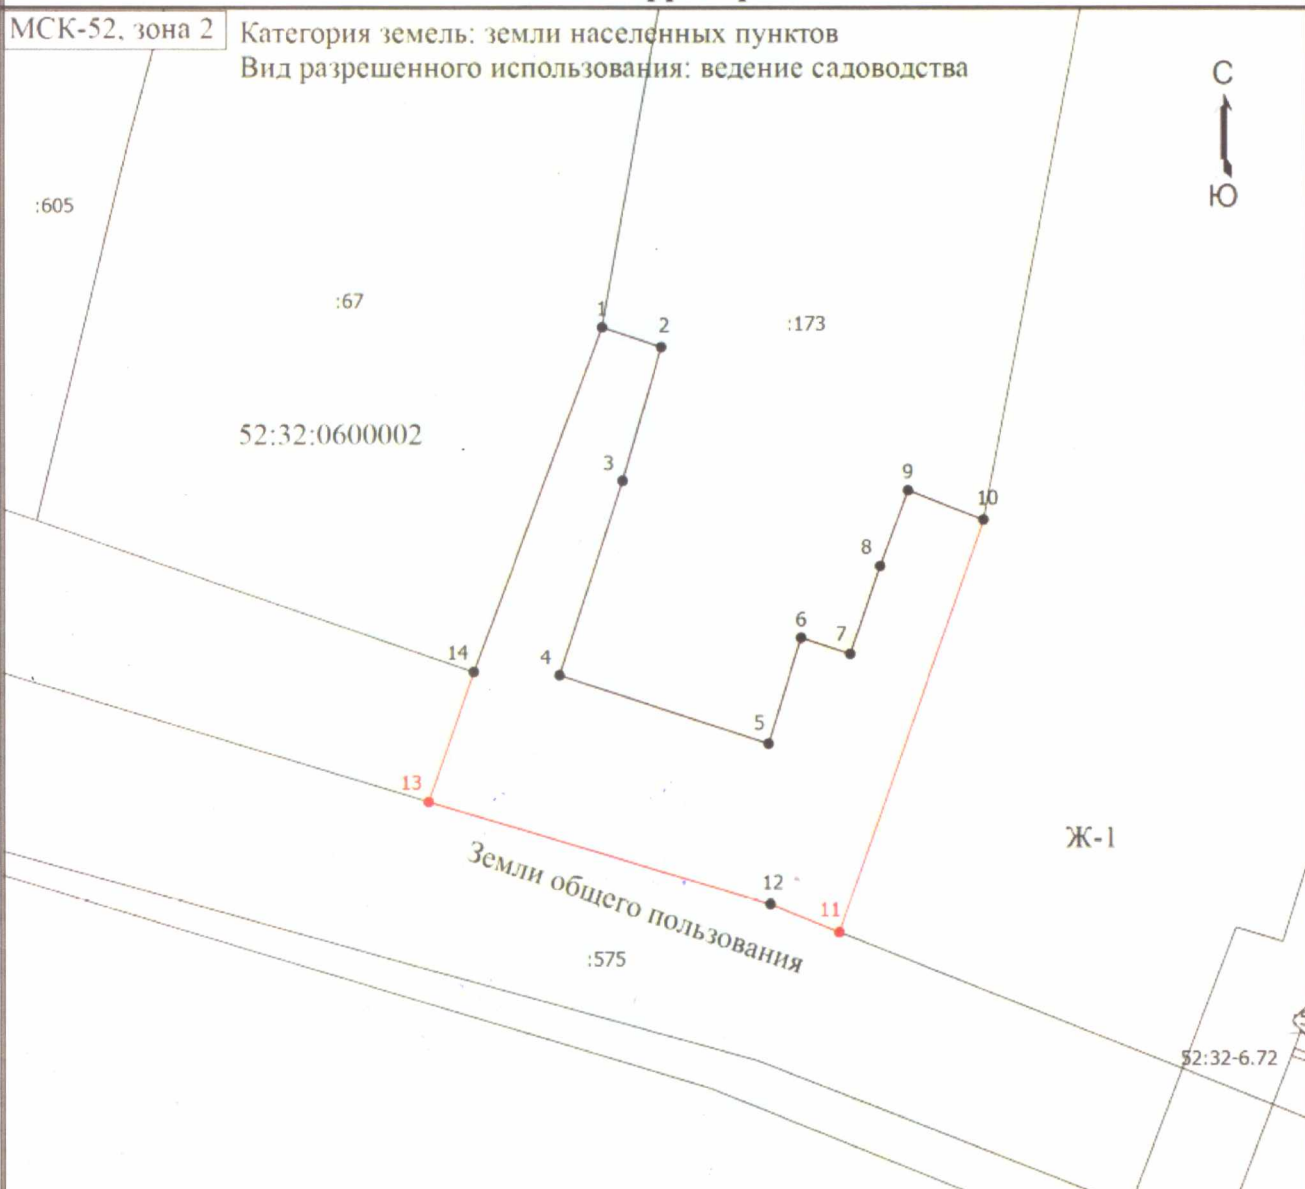 МСК-52, зона 2
Категория земель: земли населенных пунктов
Вид разрешенного использования: ведение садоводства
С
Ю
:605
:67
1
2
:173
52:32:0600002
3
9
10
8
6
7
14
4
5
13
Ж-1
Земли общего пользования
12
11
:575
52:32-6.72